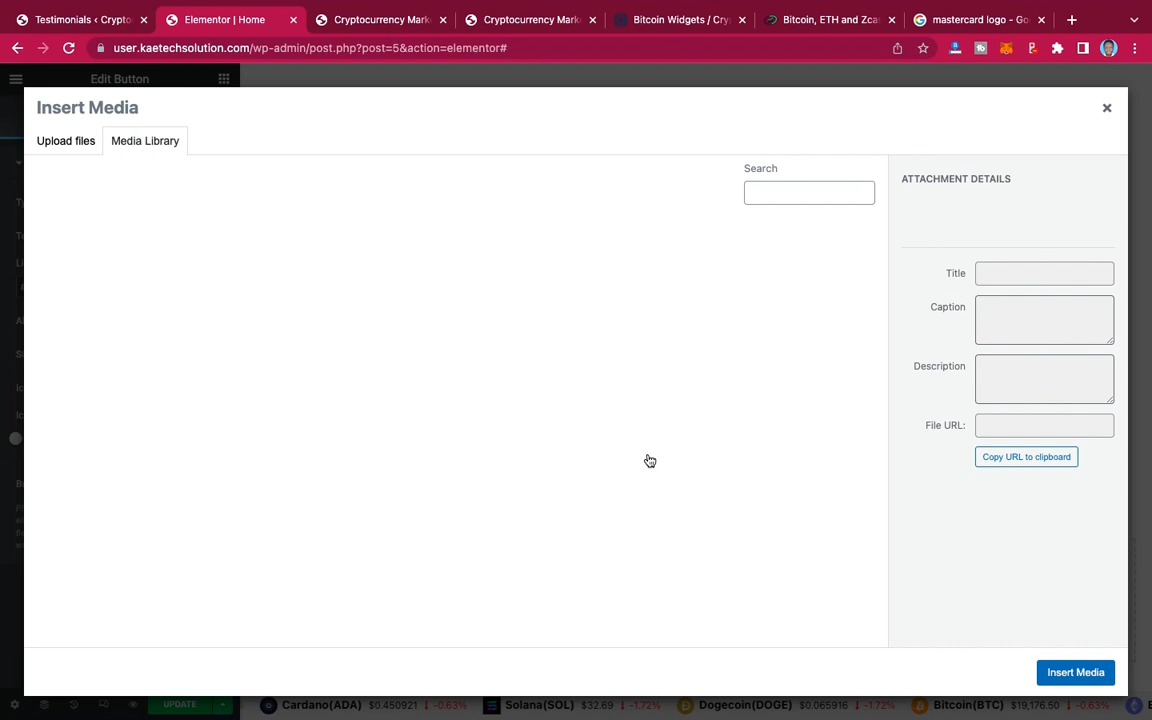 Testimonials ‹ Crypto
Elementor | Home
Cryptocurrency Mark
Cryptocurrency Mark
Bitcoin Widgets / Cry
Bitcoin, ETH and Zca
mastercard logo - Go
user.kaetechsolution.com/wp-admin/post.php?post=5&action=elementor#
Edit Button
Insert Media
Upload files
Media Library
Search
ATTACHMENT DETAILS
Title
Caption
Description
File URL:
Copy URL to clipboard
Insert Media
UPDATE
Cardano(ADA) $0.450921 -0.63%
Solana(SOL) $32.69 -1.72%
Dogecoin(DOGE) $0.065916 -1.72%
Bitcoin(BTC) $19,176.50 -0.63%